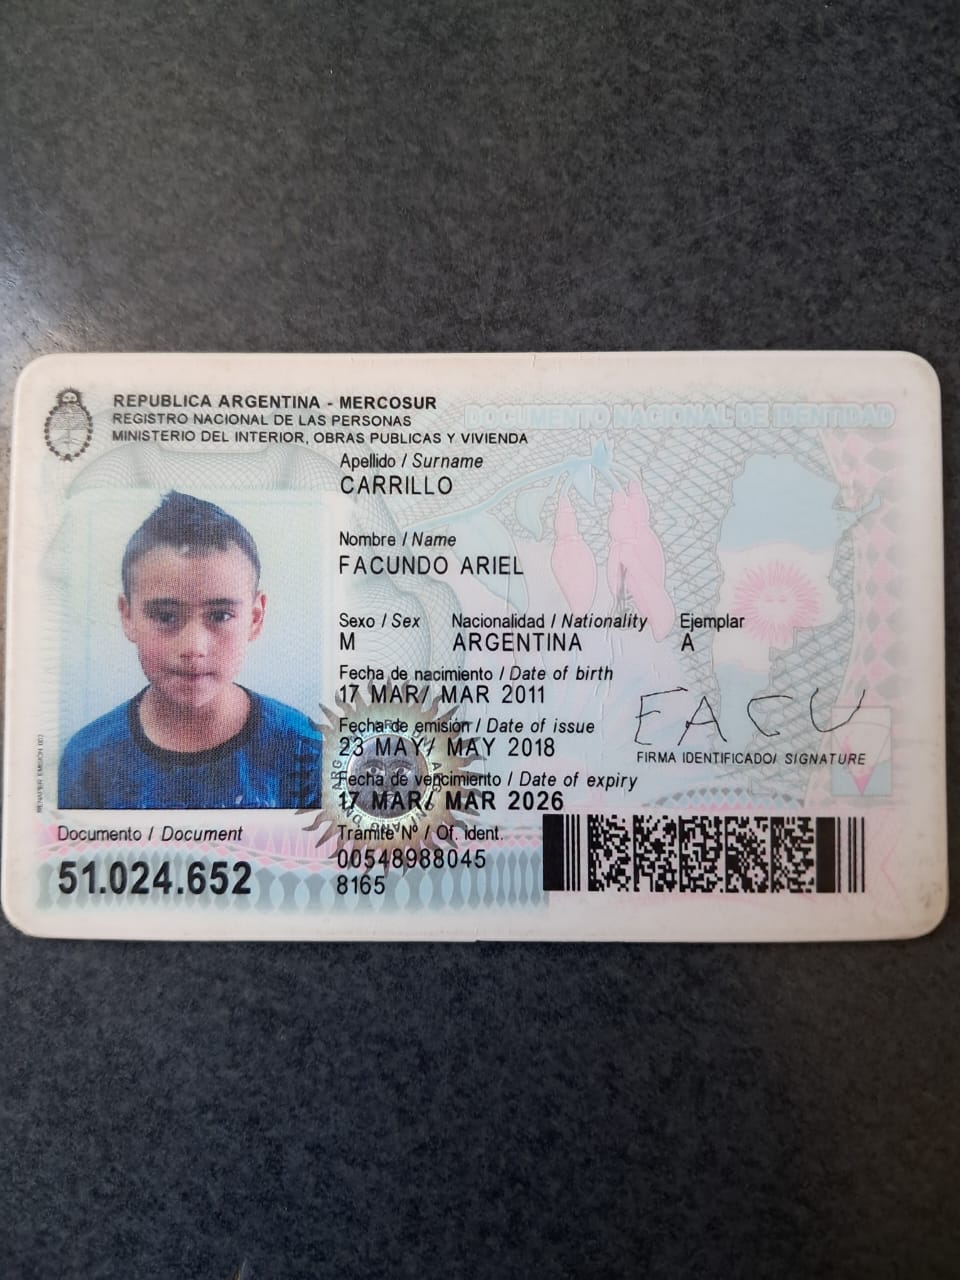 REPUBLICA ARGENTINA - MERCOSUR
REGISTRO NACIONAL DE LAS PERSONAS
MINISTERIO DEL INTERIOR, OBRAS PUBLICAS Y VIVIENDA
DOCUMENTO NACIONAL DE IDENTIDAD
Apellido / Surname
CARRILLO
Nombre / Name
FACUNDO ARIEL
Sexo / Sex Nacionalidad / Nationality Ejemplar
M ARGENTINA A
Fecha de nacimiento / Date of birth
17 MAR/ MAR 2011
Fecha de emisión / Date of issue
23 MAY/ MAY 2018
Fecha de vencimiento / Date of expiry
17 MAR/ MAR 2026
FACU
FIRMA IDENTIFICADO/ SIGNATURE
Documento / Document
51.024.652
Trámite Nº / Of. ident.
00548988045
8165